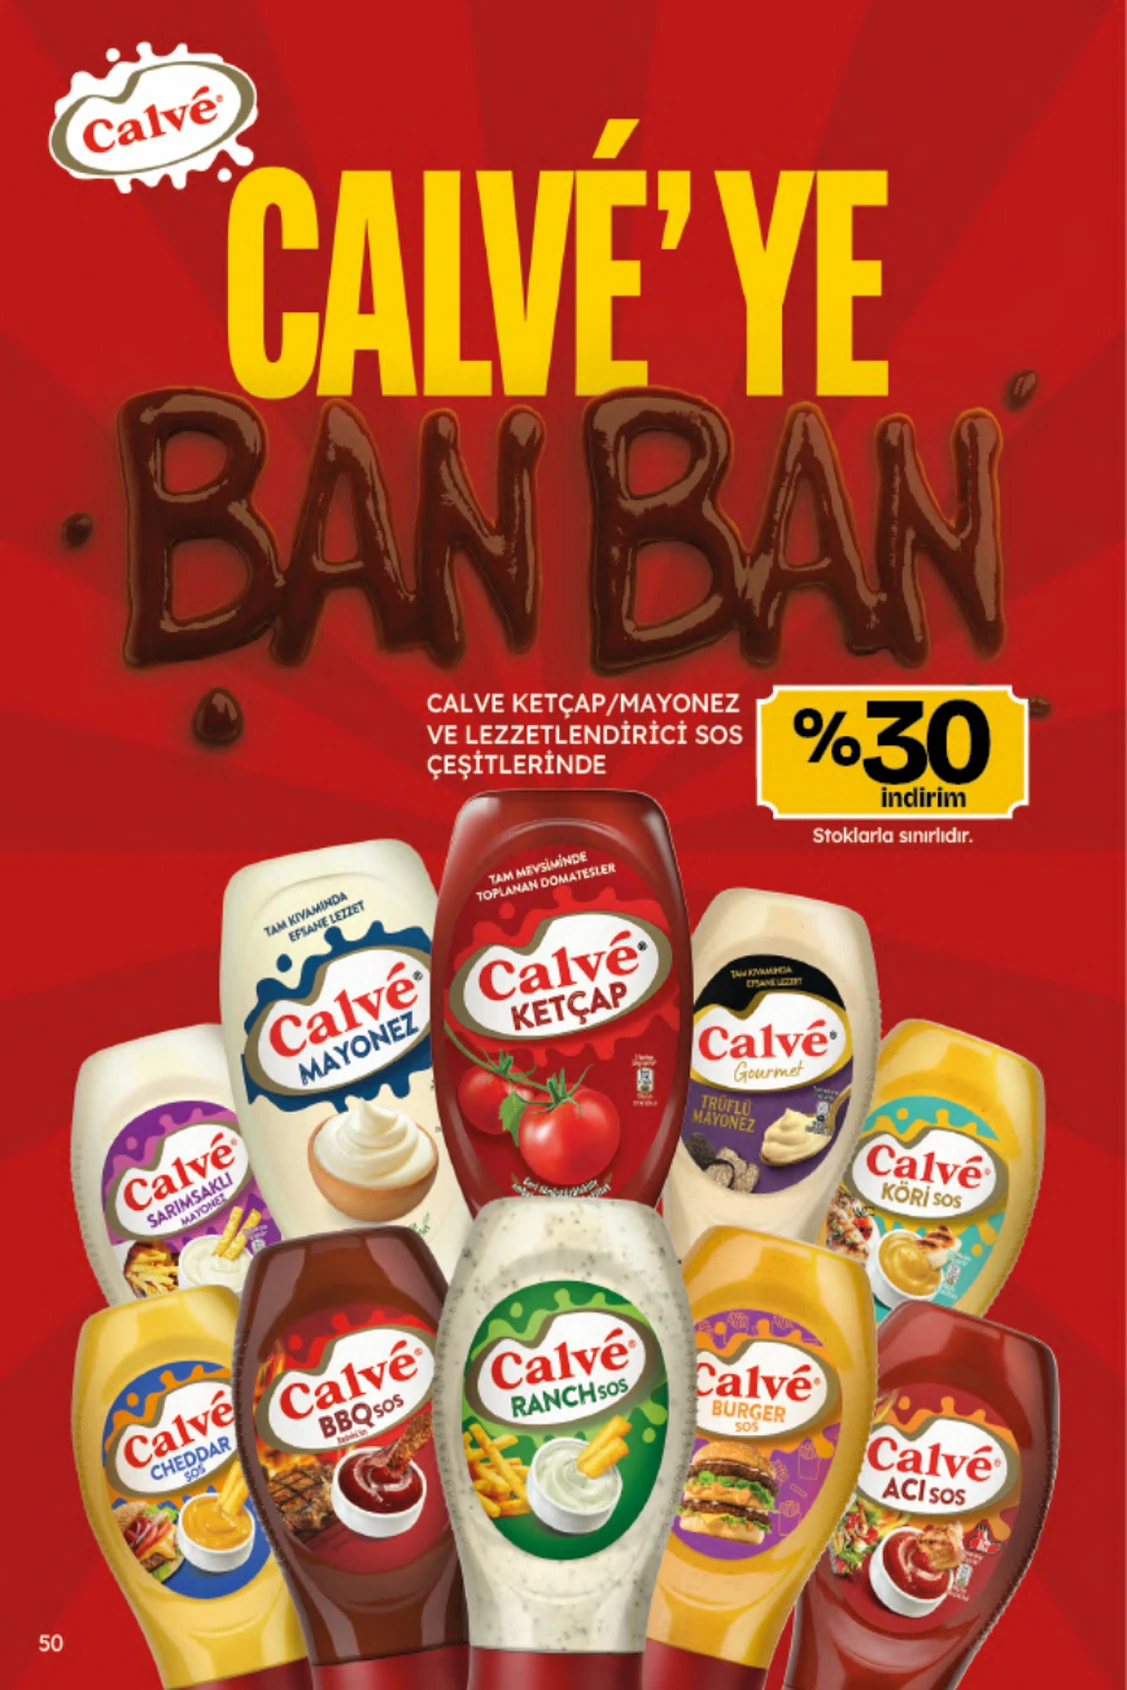 Calvé
CALVÉ'YE
BAN BAN
CALVE KETÇAP/MAYONEZ
VE LEZZETLENDİRİCİ SOS
ÇEŞİTLERİNDE
%30
indirim
Stoklarla sınırlıdır.
TAM MEVSİMİNDE
TOPLANAN DOMATESLER
Calvé
KETÇAP
TAM KIVAMINDA
EFSANE LEZZET
Calvé
MAYONEZ
TAM KIVAMINDA
EFSANE LEZZET
Calvé
Gourmet
TRÜFLÜ
MAYONEZ
Calvé
SARIMSAKLI
MAYONEZ
Calvé
KÖRİ SOS
Calvé
CHEDDAR
SOS
Calvé
BBQ SOS
Calvé
RANCH SOS
Calvé
BURGER
SOS
Calvé
ACI SOS
50